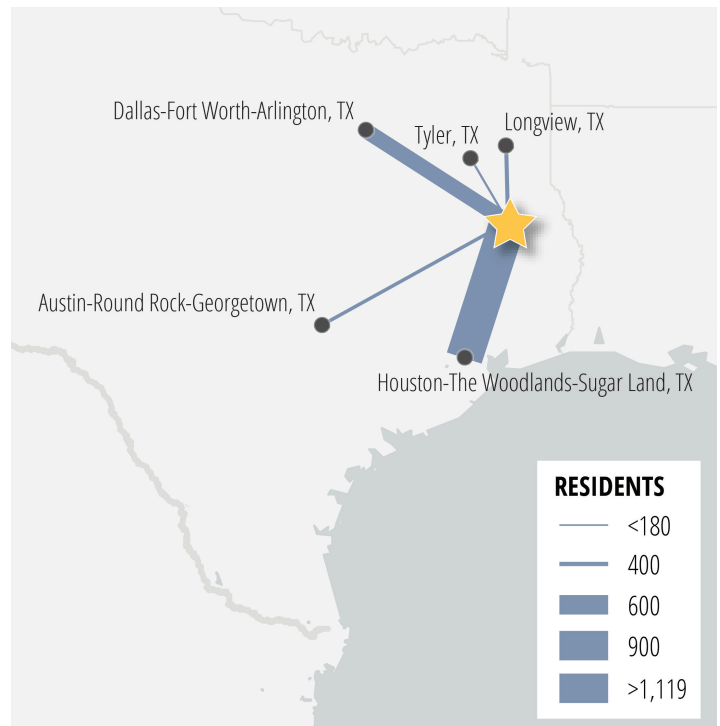 Dallas-Fort Worth-Arlington, TX
Tyler, TX
Longview, TX
Austin-Round Rock-Georgetown, TX
Houston-The Woodlands-Sugar Land, TX
RESIDENTS
<180
400
600
900
>1,119